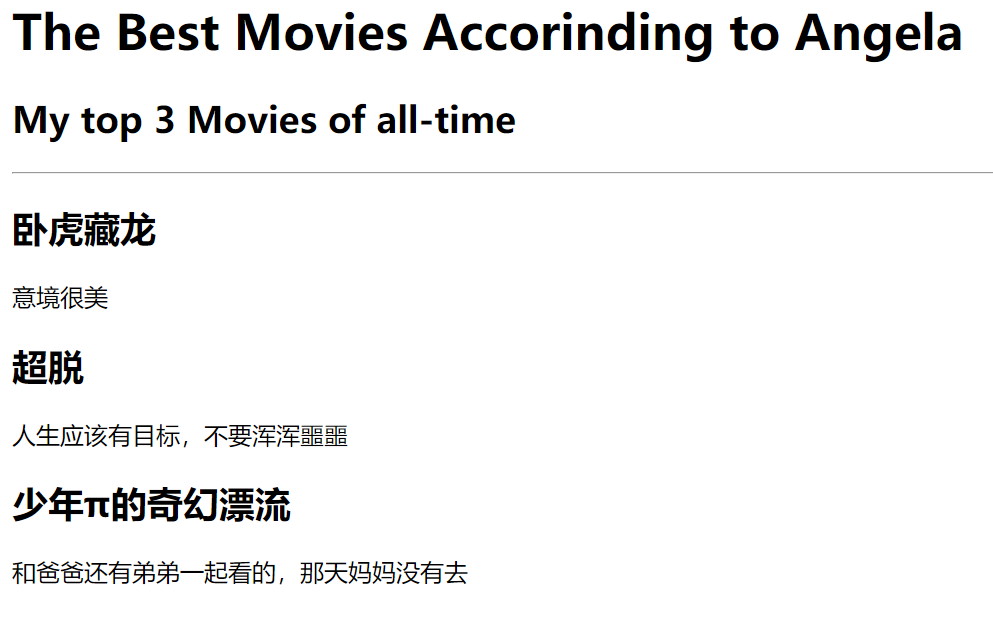 The Best Movies Accorinding to Angela
My top 3 Movies of all-time
卧虎藏龙
意境很美
超脱
人生应该有目标，不要浑浑噩噩
少年π的奇幻漂流
和爸爸还有弟弟一起看的，那天妈妈没有去